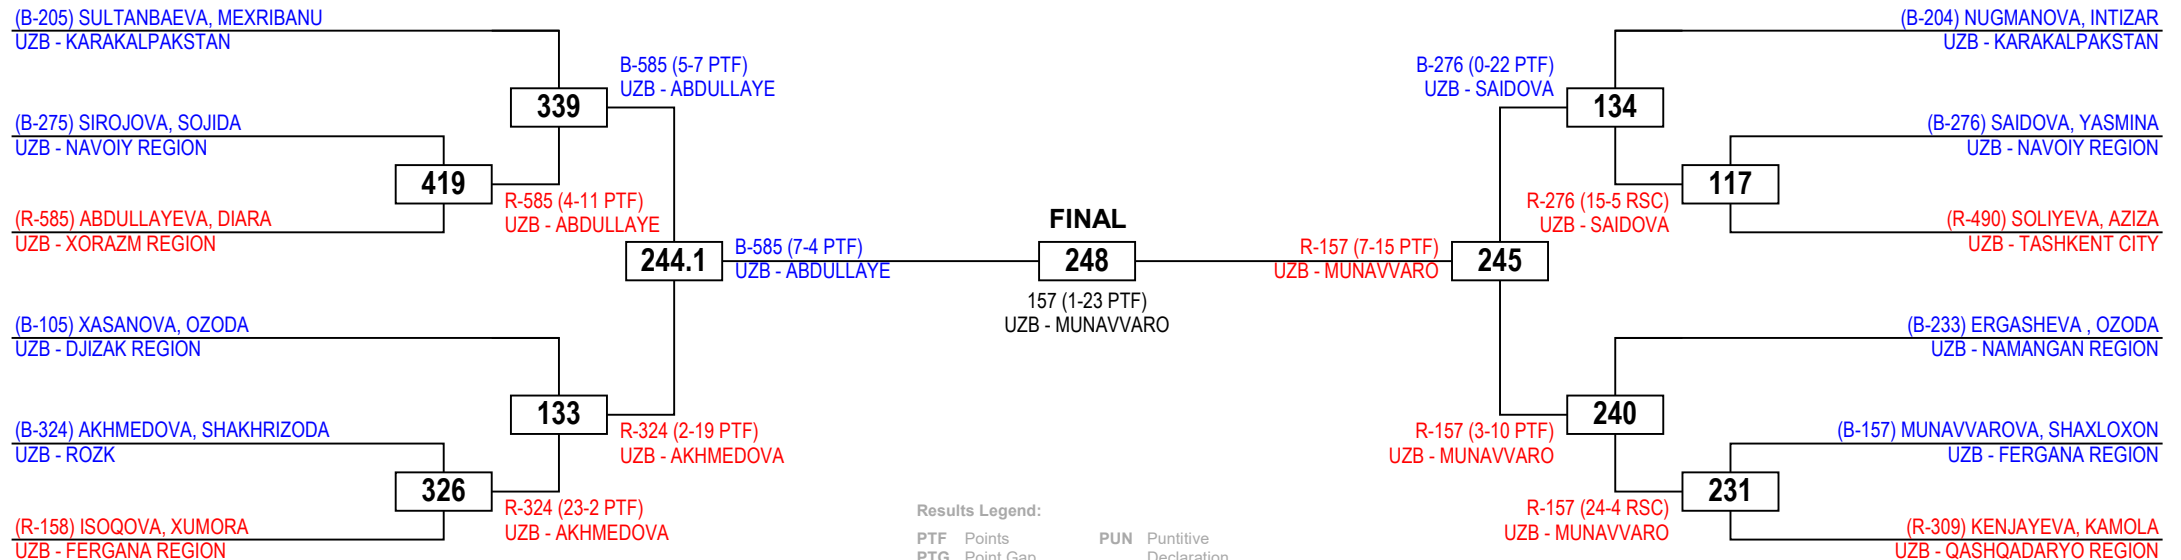 (B-205) SULTANBAEVA, MEXRIBANU
UZB - KARAKALPAKSTAN
(B-275) SIROJOVA, SOJIDA
UZB - NAVOIY REGION
419
(R-585) ABDULLAYEVA, DIARA
UZB - XORAZM REGION
339
B-585 (5-7 PTF)
UZB - ABDULLAYE
R-585 (4-11 PTF)
UZB - ABDULLAYE
244.1
B-585 (7-4 PTF)
UZB - ABDULLAYE
(B-105) XASANOVA, OZODA
UZB - DJIZAK REGION
133
(B-324) AKHMEDOVA, SHAKHRIZODA
UZB - ROZK
326
(R-158) ISOQOVA, XUMORA
UZB - FERGANA REGION
R-324 (2-19 PTF)
UZB - AKHMEDOVA
R-324 (23-2 PTF)
UZB - AKHMEDOVA
FINAL
248
157 (1-23 PTF)
UZB - MUNAVVARO
(B-204) NUGMANOVA, INTIZAR
UZB - KARAKALPAKSTAN
B-276 (0-22 PTF)
UZB - SAIDOVA
134
(B-276) SAIDOVA, YASMINA
UZB - NAVOIY REGION
117
R-276 (15-5 RSC)
UZB - SAIDOVA
(R-490) SOLIYEVA, AZIZA
UZB - TASHKENT CITY
R-157 (7-15 PTF)
UZB - MUNAVVARO
245
(B-233) ERGASHEVA , OZODA
UZB - NAMANGAN REGION
240
R-157 (3-10 PTF)
UZB - MUNAVVARO
(B-157) MUNAVVAROVA, SHAXLOXON
UZB - FERGANA REGION
231
R-157 (24-4 RSC)
UZB - MUNAVVARO
(R-309) KENJAYEVA, KAMOLA
UZB - QASHQADARYO REGION
Results Legend:
PTF Points PUN Puntitive
PTG Point Gap Declaration